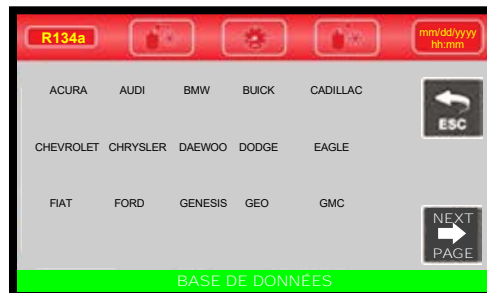 R134a mm/dd/yyyy
hh:mm
ACURA AUDI BMW BUICK CADILLAC
ESC
CHEVROLET CHRYSLER DAEWOO DODGE EAGLE
FIAT FORD GENESIS GEO GMC
NEXT
PAGE
BASE DE DONNÉES